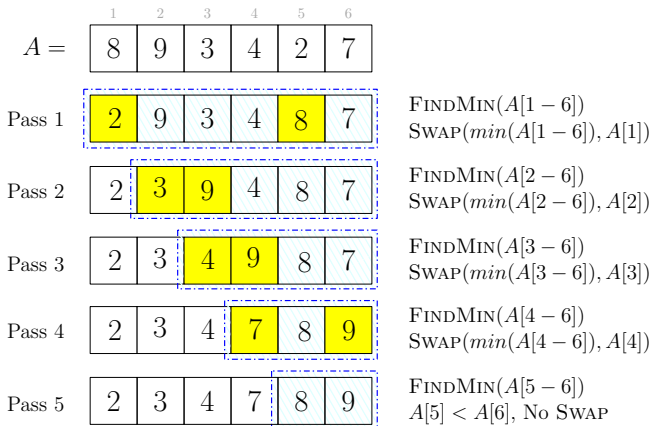 1 2 3 4 5 6
A = 8 9 3 4 2 7
Pass 1 2 9 3 4 8 7
FindMin(A[1 − 6])
Swap(min(A[1 − 6]), A[1])
Pass 2 2 3 9 4 8 7
FindMin(A[2 − 6])
Swap(min(A[2 − 6]), A[2])
Pass 3 2 3 4 9 8 7
FindMin(A[3 − 6])
Swap(min(A[3 − 6]), A[3])
Pass 4 2 3 4 7 8 9
FindMin(A[4 − 6])
Swap(min(A[4 − 6]), A[4])
Pass 5 2 3 4 7 8 9
FindMin(A[5 − 6])
A[5] < A[6], No Swap